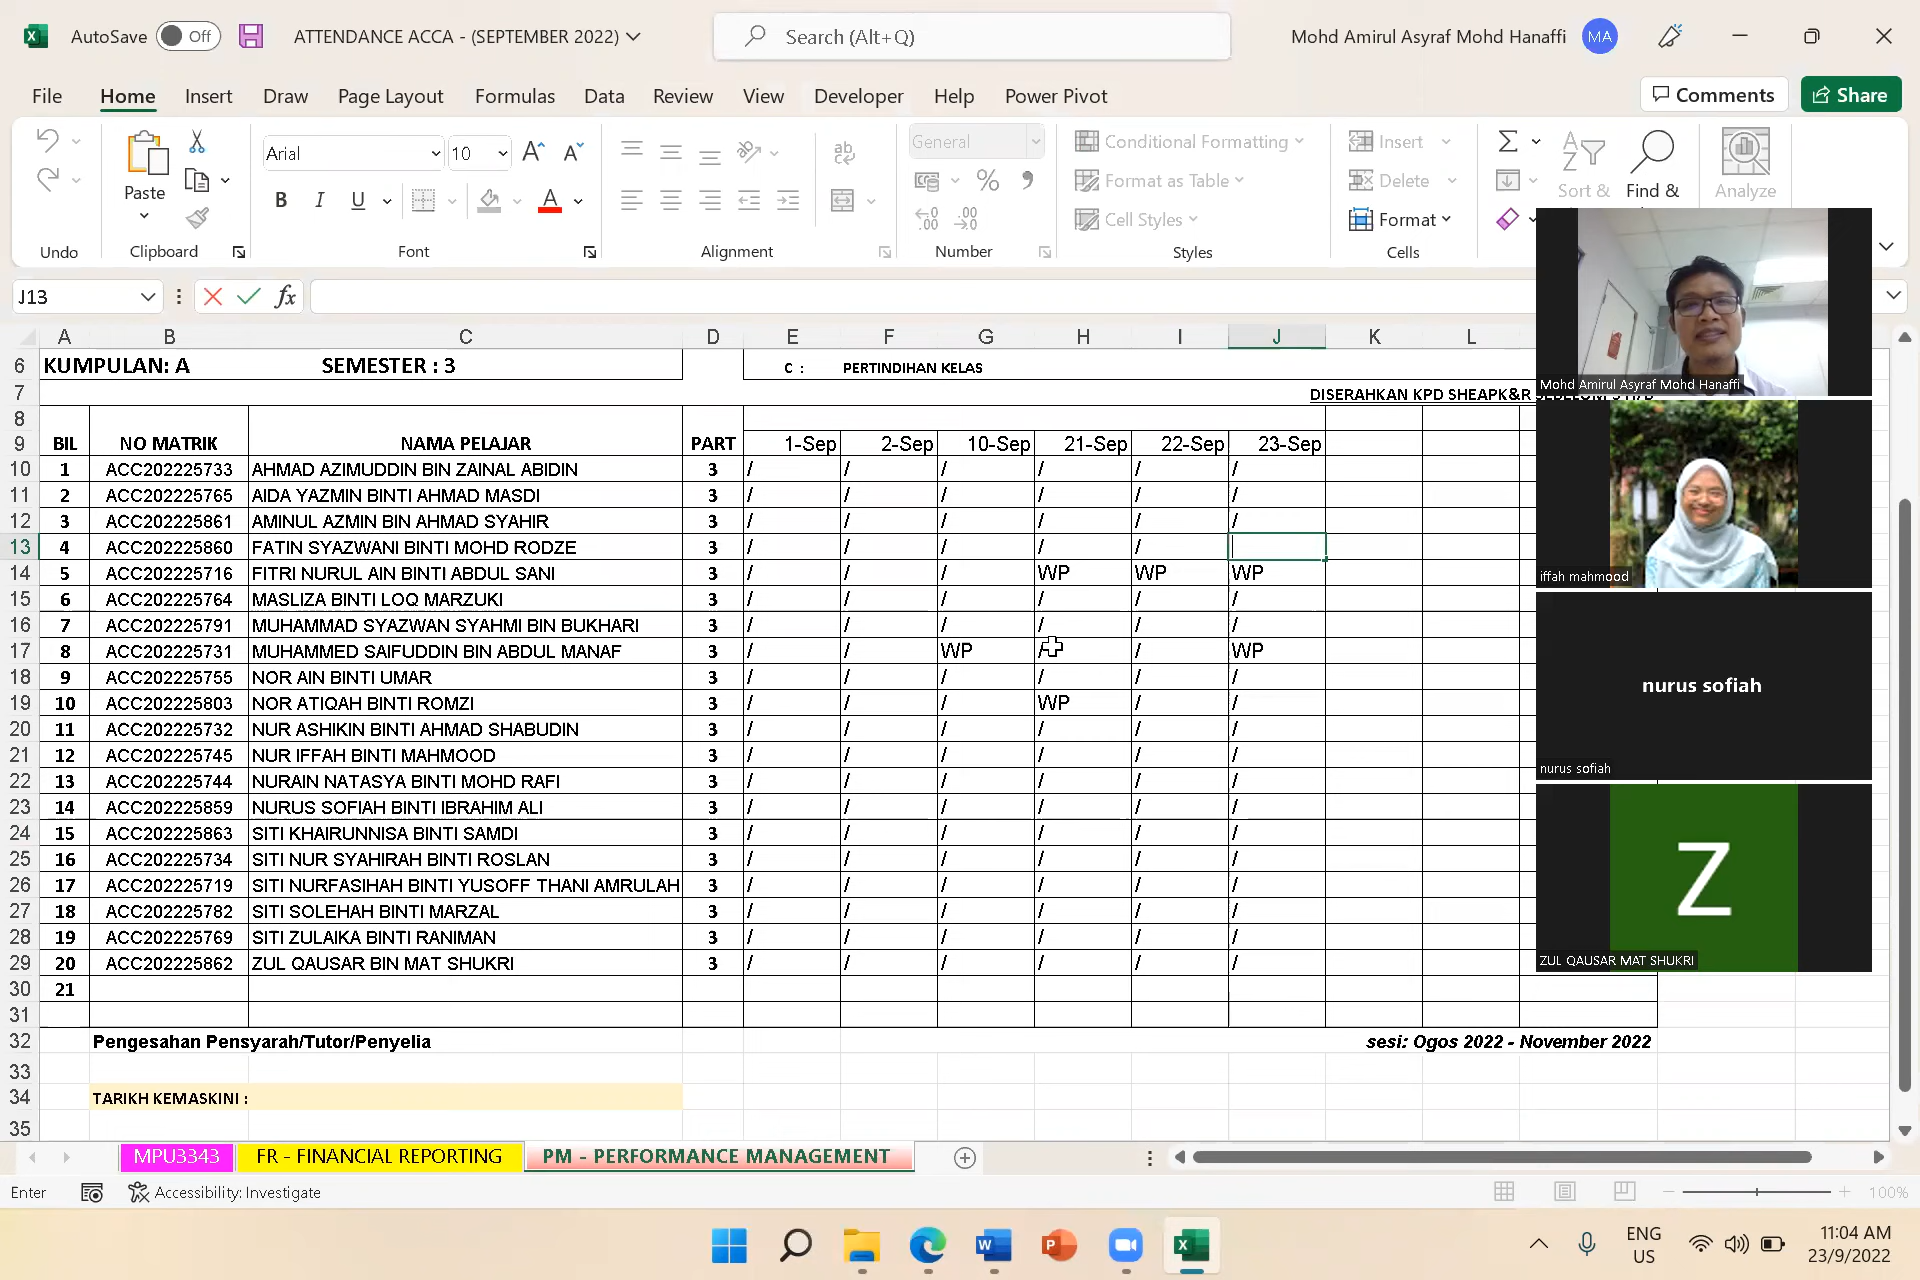 AutoSave Off ATTENDANCE ACCA - (SEPTEMBER 2022) Search (Alt+Q) Mohd Amirul Asyraf Mohd Hanaffi MA
File Home Insert Draw Page Layout Formulas Data Review View Developer Help Power Pivot Comments Share
Arial 10 General Conditional Formatting Insert
Paste Format as Table Delete Sort & Find & Analyze
Cell Styles Format
Undo Clipboard Font Alignment Number Styles Cells
J13 fx
A B C D E F G H I J K L
6 KUMPULAN: A SEMESTER : 3 C : PERTINDIHAN KELAS
7 DISERAHKAN KPD SHEAPK&R
8
9 BIL NO MATRIK NAMA PELAJAR PART 1-Sep 2-Sep 10-Sep 21-Sep 22-Sep 23-Sep
10 1 ACC202225733 AHMAD AZIMUDDIN BIN ZAINAL ABIDIN 3 / / / / / /
11 2 ACC202225765 AIDA YAZMIN BINTI AHMAD MASDI 3 / / / / / /
12 3 ACC202225861 AMINUL AZMIN BIN AHMAD SYAHIR 3 / / / / / /
13 4 ACC202225860 FATIN SYAZWANI BINTI MOHD RODZE 3 / / / / /
14 5 ACC202225716 FITRI NURUL AIN BINTI ABDUL SANI 3 / / / WP WP WP
15 6 ACC202225764 MASLIZA BINTI LOQ MARZUKI 3 / / / / / /
16 7 ACC202225791 MUHAMMAD SYAZWAN SYAHMI BIN BUKHARI 3 / / / / / /
17 8 ACC202225731 MUHAMMED SAIFUDDIN BIN ABDUL MANAF 3 / / WP / / WP
18 9 ACC202225755 NOR AIN BINTI UMAR 3 / / / / / /
19 10 ACC202225803 NOR ATIQAH BINTI ROMZI 3 / / / WP / /
20 11 ACC202225732 NUR ASHIKIN BINTI AHMAD SHABUDIN 3 / / / / / /
21 12 ACC202225745 NUR IFFAH BINTI MAHMOOD 3 / / / / / /
22 13 ACC202225744 NURAIN NATASYA BINTI MOHD RAFI 3 / / / / / /
23 14 ACC202225859 NURUS SOFIAH BINTI IBRAHIM ALI 3 / / / / / /
24 15 ACC202225863 SITI KHAIRUNNISA BINTI SAMDI 3 / / / / / /
25 16 ACC202225734 SITI NUR SYAHIRAH BINTI ROSLAN 3 / / / / / /
26 17 ACC202225719 SITI NURFASIHAH BINTI YUSOFF THANI AMRULAH 3 / / / / / /
27 18 ACC202225782 SITI SOLEHAH BINTI MARZAL 3 / / / / / /
28 19 ACC202225769 SITI ZULAIKA BINTI RANIMAN 3 / / / / / /
29 20 ACC202225862 ZUL QAUSAR BIN MAT SHUKRI 3 / / / / / /
30 21
31
32 Pengesahan Pensyarah/Tutor/Penyelia sesi: Ogos 2022 - November 2022
33
34 TARIKH KEMASKINI :
35
Mohd Amirul Asyraf Mohd Hanaffi
iffah mahmood
nurus sofiah
nurus sofiah
Z
ZUL QAUSAR MAT SHUKRI
MPU3343 FR - FINANCIAL REPORTING PM - PERFORMANCE MANAGEMENT
Enter Accessibility: Investigate 100%
ENG 11:04 AM
US 23/9/2022